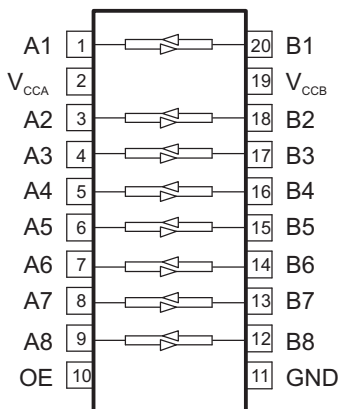 A1 1 20 B1
VCCA 2 19 VCCB
A2 3 18 B2
A3 4 17 B3
A4 5 16 B4
A5 6 15 B5
A6 7 14 B6
A7 8 13 B7
A8 9 12 B8
OE 10 11 GND